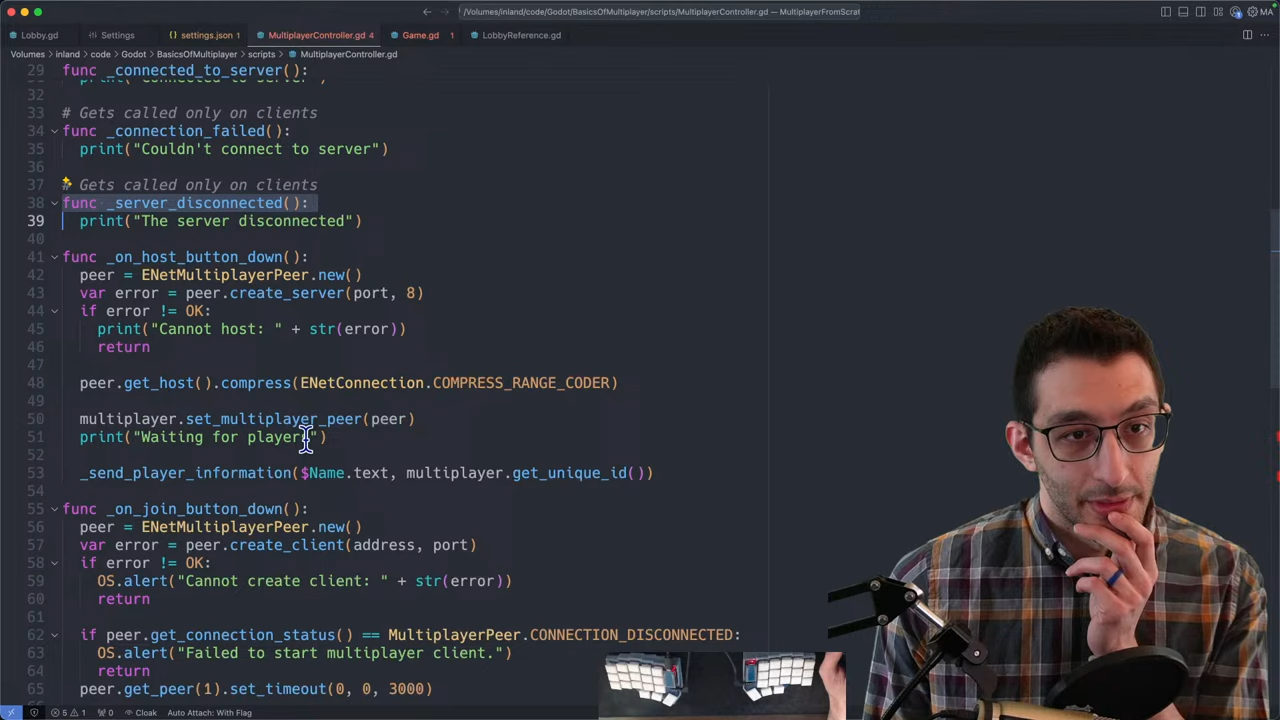 /Volumes/inland/code/Godot/BasicsOfMultiplayer/scripts/MultiplayerController.gd — MultiplayerFromScrat
MA
Lobby.gd Settings settings.json 1 MultiplayerController.gd 4 Game.gd 1 LobbyReference.gd
Volumes > inland > code > Godot > BasicsOfMultiplayer > scripts > MultiplayerController.gd
29 func _connected_to_server():
print("Connected to server")
32
33 # Gets called only on clients
34 func _connection_failed():
35 print("Couldn't connect to server")
36
37 # Gets called only on clients
38 func _server_disconnected():
39 print("The server disconnected")
40
41 func _on_host_button_down():
42 peer = ENetMultiplayerPeer.new()
43 var error = peer.create_server(port, 8)
44 if error != OK:
45 print("Cannot host: " + str(error))
46 return
47
48 peer.get_host().compress(ENetConnection.COMPRESS_RANGE_CODER)
49
50 multiplayer.set_multiplayer_peer(peer)
51 print("Waiting for player")
52
53 _send_player_information($Name.text, multiplayer.get_unique_id())
54
55 func _on_join_button_down():
56 peer = ENetMultiplayerPeer.new()
57 var error = peer.create_client(address, port)
58 if error != OK:
59 OS.alert("Cannot create client: " + str(error))
60 return
61
62 if peer.get_connection_status() == MultiplayerPeer.CONNECTION_DISCONNECTED:
63 OS.alert("Failed to start multiplayer client.")
64 return
65 peer.get_peer(1).set_timeout(0, 0, 3000)
5 1 0 Cloak Auto Attach: With Flag